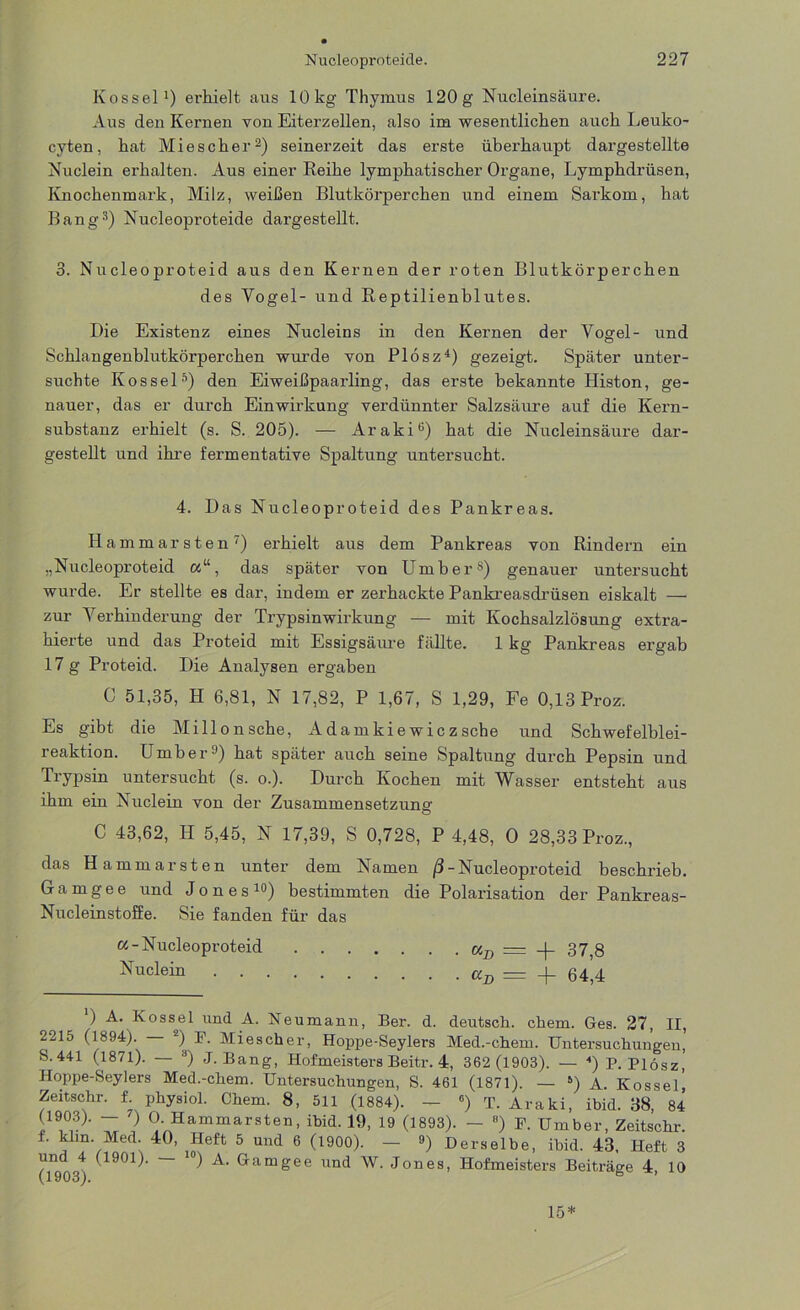 Nucleoproteide. 227
Kossel¹) erhielt aus 10 kg Thymus 120 g Nucleinsäure.
Aus den Kernen von Eiterzellen, also im wesentlichen auch Leuko-
cyten, hat Miescher²) seinerzeit das erste überhaupt dargestellte
Nuclein erhalten. Aus einer Reihe lymphatischer Organe, Lymphdrüsen,
Knochenmark, Milz, weißen Blutkörperchen und einem Sarkom, hat
Bang³) Nucleoproteide dargestellt.
3. Nucleoproteid aus den Kernen der roten Blutkörperchen
des Vogel- und Reptilienblutes.
Die Existenz eines Nucleins in den Kernen der Vogel- und
Schlangenblutkörperchen wurde von Plósz⁴) gezeigt. Später unter-
suchte Kossel⁵) den Eiweißpaarling, das erste bekannte Histon, ge-
nauer, das er durch Einwirkung verdünnter Salzsäure auf die Kern-
substanz erhielt (s. S. 205). — Araki⁶) hat die Nucleinsäure dar-
gestellt und ihre fermentative Spaltung untersucht.
4. Das Nucleoproteid des Pankreas.
Hammarsten⁷) erhielt aus dem Pankreas von Rindern ein
„Nucleoproteid α“, das später von Umber⁸) genauer untersucht
wurde. Er stellte es dar, indem er zerhackte Pankreasdrüsen eiskalt —
zur Verhinderung der Trypsinwirkung — mit Kochsalzlösung extra-
hierte und das Proteid mit Essigsäure fällte. 1 kg Pankreas ergab
17 g Proteid. Die Analysen ergaben
C 51,35, H 6,81, N 17,82, P 1,67, S 1,29, Fe 0,13 Proz.
Es gibt die Millonsche, Adamkiewiczsche und Schwefelblei-
reaktion. Umber⁹) hat später auch seine Spaltung durch Pepsin und
Trypsin untersucht (s. o.). Durch Kochen mit Wasser entsteht aus
ihm ein Nuclein von der Zusammensetzung
C 43,62, H 5,45, N 17,39, S 0,728, P 4,48, O 28,33 Proz.,
das Hammarsten unter dem Namen β-Nucleoproteid beschrieb.
Gamgee und Jones¹⁰) bestimmten die Polarisation der Pankreas-
Nucleinstoffe. Sie fanden für das
α-Nucleoproteid . . . . . . . α_D = + 37,8
Nuclein . . . . . . . . . . α_D = + 64,4
¹) A. Kossel und A. Neumann, Ber. d. deutsch. chem. Ges. 27, II,
2215 (1894). — ²) F. Miescher, Hoppe-Seylers Med.-chem. Untersuchungen,
S. 441 (1871). — ³) J. Bang, Hofmeisters Beitr. 4, 362 (1903). — ⁴) P. Plósz,
Hoppe-Seylers Med.-chem. Untersuchungen, S. 461 (1871). — ⁵) A. Kossel,
Zeitschr. f. physiol. Chem. 8, 511 (1884). — ⁶) T. Araki, ibid. 38, 84
(1903). — ⁷) O. Hammarsten, ibid. 19, 19 (1893). — ⁸) F. Umber, Zeitschr.
f. klin. Med. 40, Heft 5 und 6 (1900). — ⁹) Derselbe, ibid. 43, Heft 3
und 4 (1901). — ¹⁰) A. Gamgee und W. Jones, Hofmeisters Beiträge 4, 10
(1903).
15*